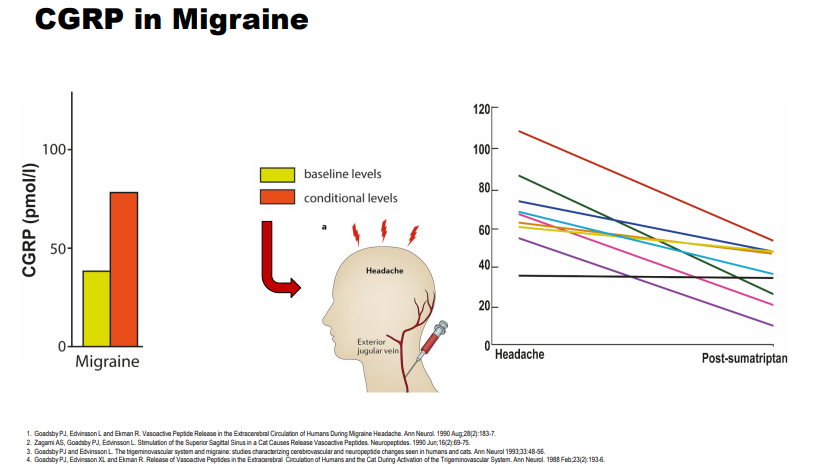 CGRP in Migraine
CGRP (pmol/l)
100
50
0
Migraine
baseline levels
conditional levels
a
Headache
Exterior
jugular vein
120
100
80
60
40
20
0
Headache
Post-sumatriptan
1. Goadsby PJ, Edvinsson L and Ekman R. Vasoactive Peptide Release in the Extracerebral Circulation of Humans During Migraine Headache. Ann Neurol. 1990 Aug;28(2):183-7.
2. Zagami AS, Goadsby PJ, Edvinsson L. Stimulation of the Superior Sagittal Sinus in a Cat Causes Release Vasoactive Peptides. Neuropeptides. 1990 Jun;16(2):69-75.
3. Goadsby PJ and Edvinsson L. The trigeminovascular system and migraine: studies characterizing cerebrovascular and neuropeptide changes seen in humans and cats. Ann Neurol 1993;33:48-56.
4. Goadsby PJ, Edvinsson XL and Ekman R. Release of Vasoactive Peptides in the Extracerebral Circulation of Humans and the Cat During Activation of the Trigeminovascular System. Ann Neurol. 1988 Feb;23(2):193-6.